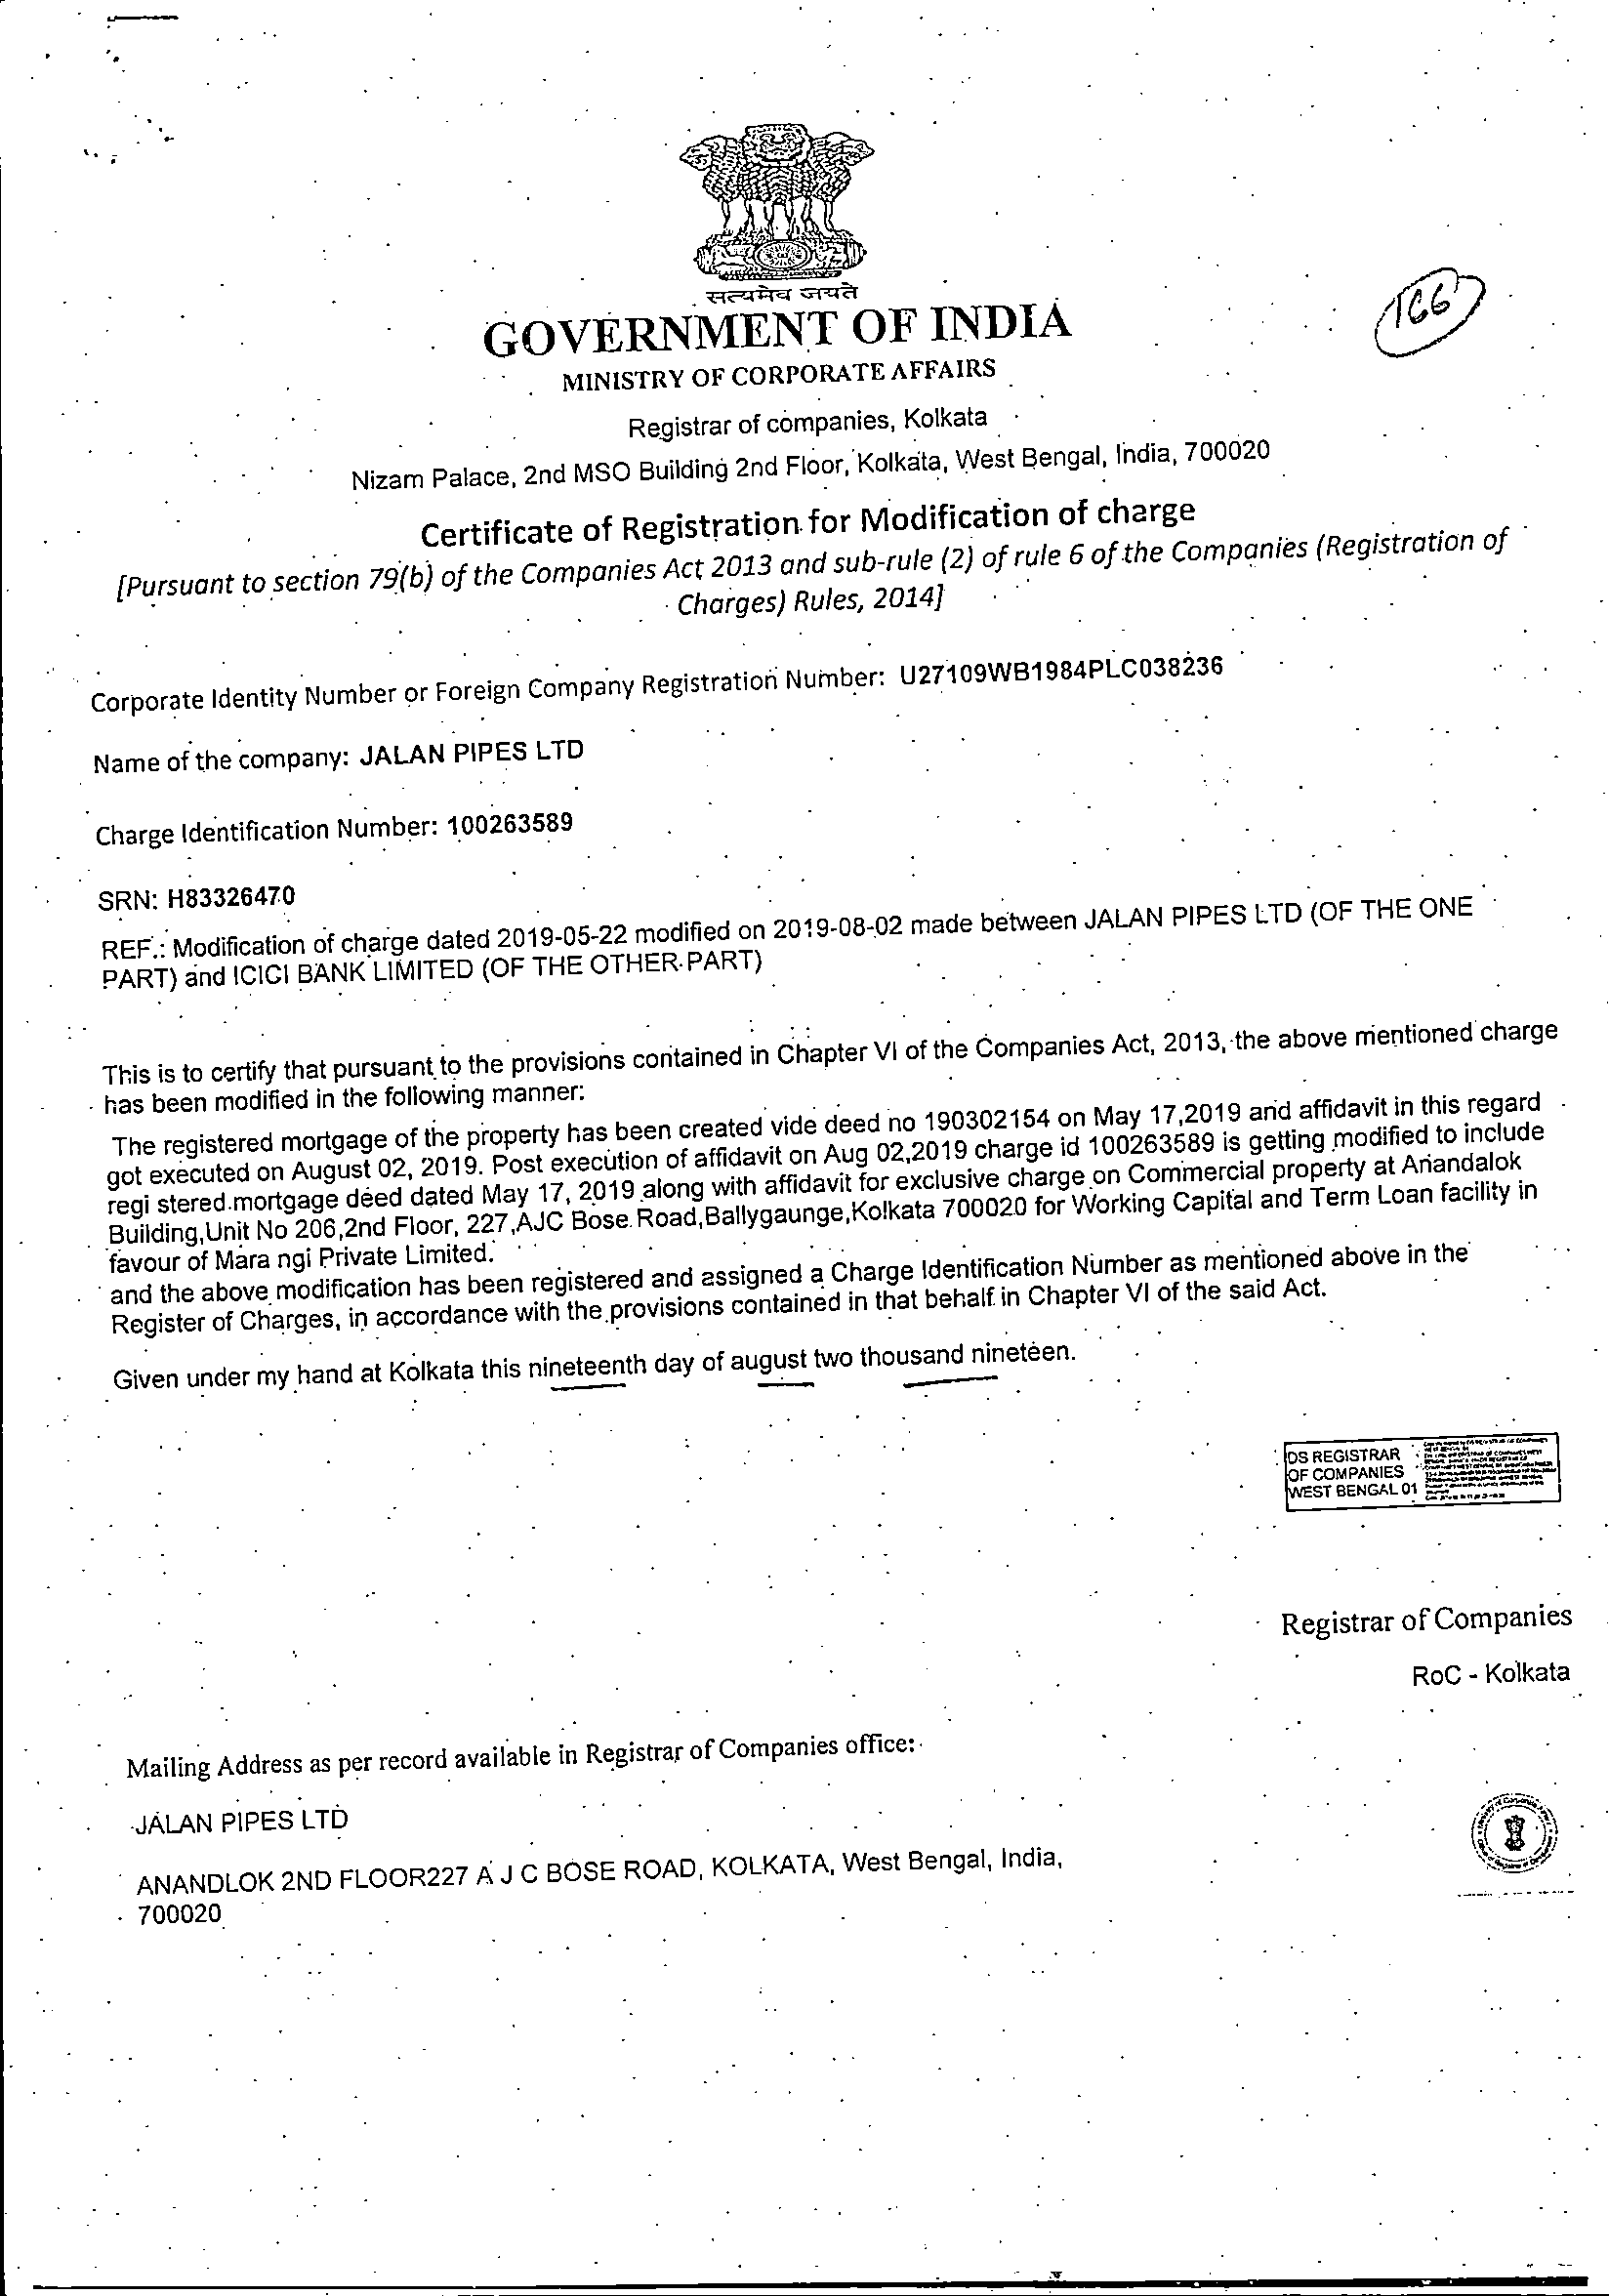 सत्यमेव जयते
GOVERNMENT OF INDIA
MINISTRY OF CORPORATE AFFAIRS
166
Registrar of companies, Kolkata
Nizam Palace, 2nd MSO Building 2nd Floor, Kolkata, West Bengal, India, 700020
Certificate of Registration for Modification of charge
[Pursuant to section 79(b) of the Companies Act 2013 and sub-rule (2) of rule 6 of the Companies (Registration of
Charges) Rules, 2014]
Corporate Identity Number or Foreign Company Registration Number: U27109WB1984PLC038236
Name of the company: JALAN PIPES LTD
Charge Identification Number: 100263589
SRN: H83326470
REF.: Modification of charge dated 2019-05-22 modified on 2019-08-02 made between JALAN PIPES LTD (OF THE ONE
PART) and ICICI BANK LIMITED (OF THE OTHER PART)
This is to certify that pursuant to the provisions contained in Chapter VI of the Companies Act, 2013, the above mentioned charge
has been modified in the following manner:
The registered mortgage of the property has been created vide deed no 190302154 on May 17,2019 and affidavit in this regard
got executed on August 02, 2019. Post execution of affidavit on Aug 02,2019 charge id 100263589 is getting modified to include
regi stered mortgage deed dated May 17, 2019 along with affidavit for exclusive charge on Commercial property at Anandalok
Building,Unit No 206,2nd Floor, 227,AJC Bose Road,Ballygaunge,Kolkata 700020 for Working Capital and Term Loan facility in
favour of Mara ngi Private Limited.
and the above modification has been registered and assigned a Charge Identification Number as mentioned above in the
Register of Charges, in accordance with the provisions contained in that behalf in Chapter VI of the said Act.
Given under my hand at Kolkata this nineteenth day of august two thousand nineteen.
DS REGISTRAR
OF COMPANIES
WEST BENGAL 01
Registrar of Companies
RoC - Kolkata
Mailing Address as per record available in Registrar of Companies office:
JALAN PIPES LTD
ANANDLOK 2ND FLOOR227 A J C BOSE ROAD, KOLKATA, West Bengal, India,
700020